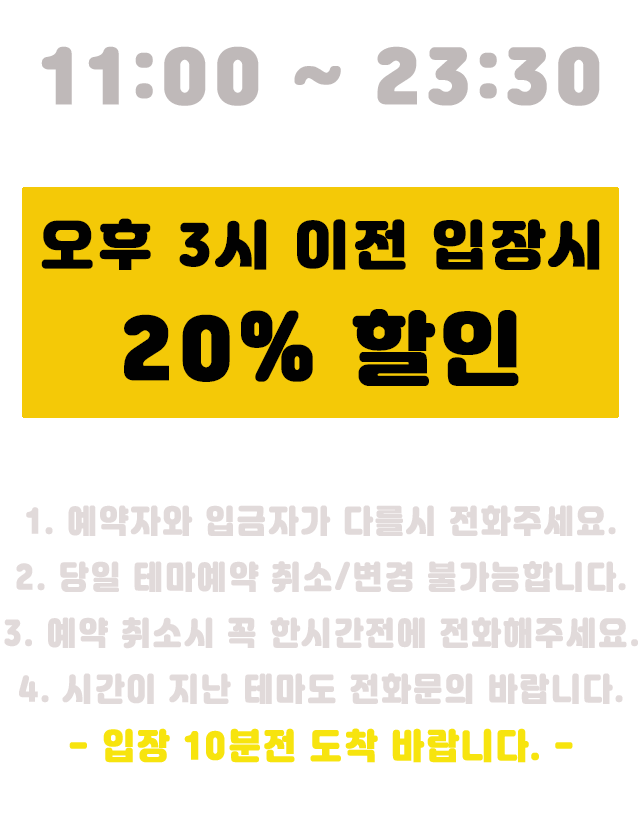 11:00 ~ 23:30
오후 3시 이전 입장시
20% 할인
1. 예약자와 입금자가 다를시 전화주세요.
2. 당일 테마예약 취소/변경 불가능합니다.
3. 예약 취소시 꼭 한시간전에 전화해주세요.
4. 시간이 지난 테마도 전화문의 바랍니다.
- 입장 10분전 도착 바랍니다. -